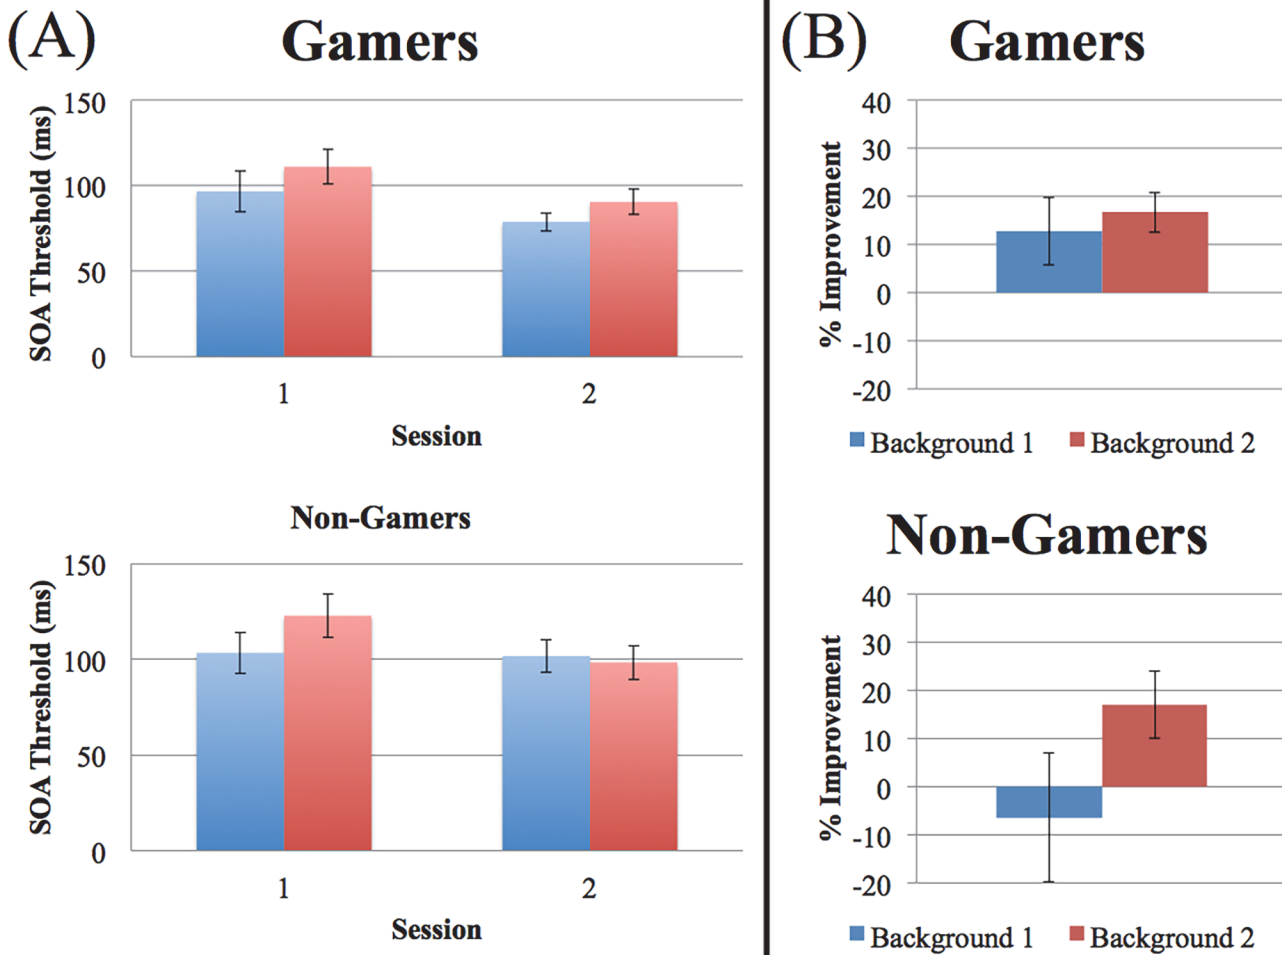 (A)
Gamers
SOA Threshold (ms)
150
100
50
0
1
2
Session
Non-Gamers
SOA Threshold (ms)
150
100
50
0
1
2
Session
(B)
Gamers
% Improvement
40
30
20
10
0
-10
-20
Background 1 Background 2
Non-Gamers
% Improvement
40
30
20
10
0
-10
-20
Background 1 Background 2